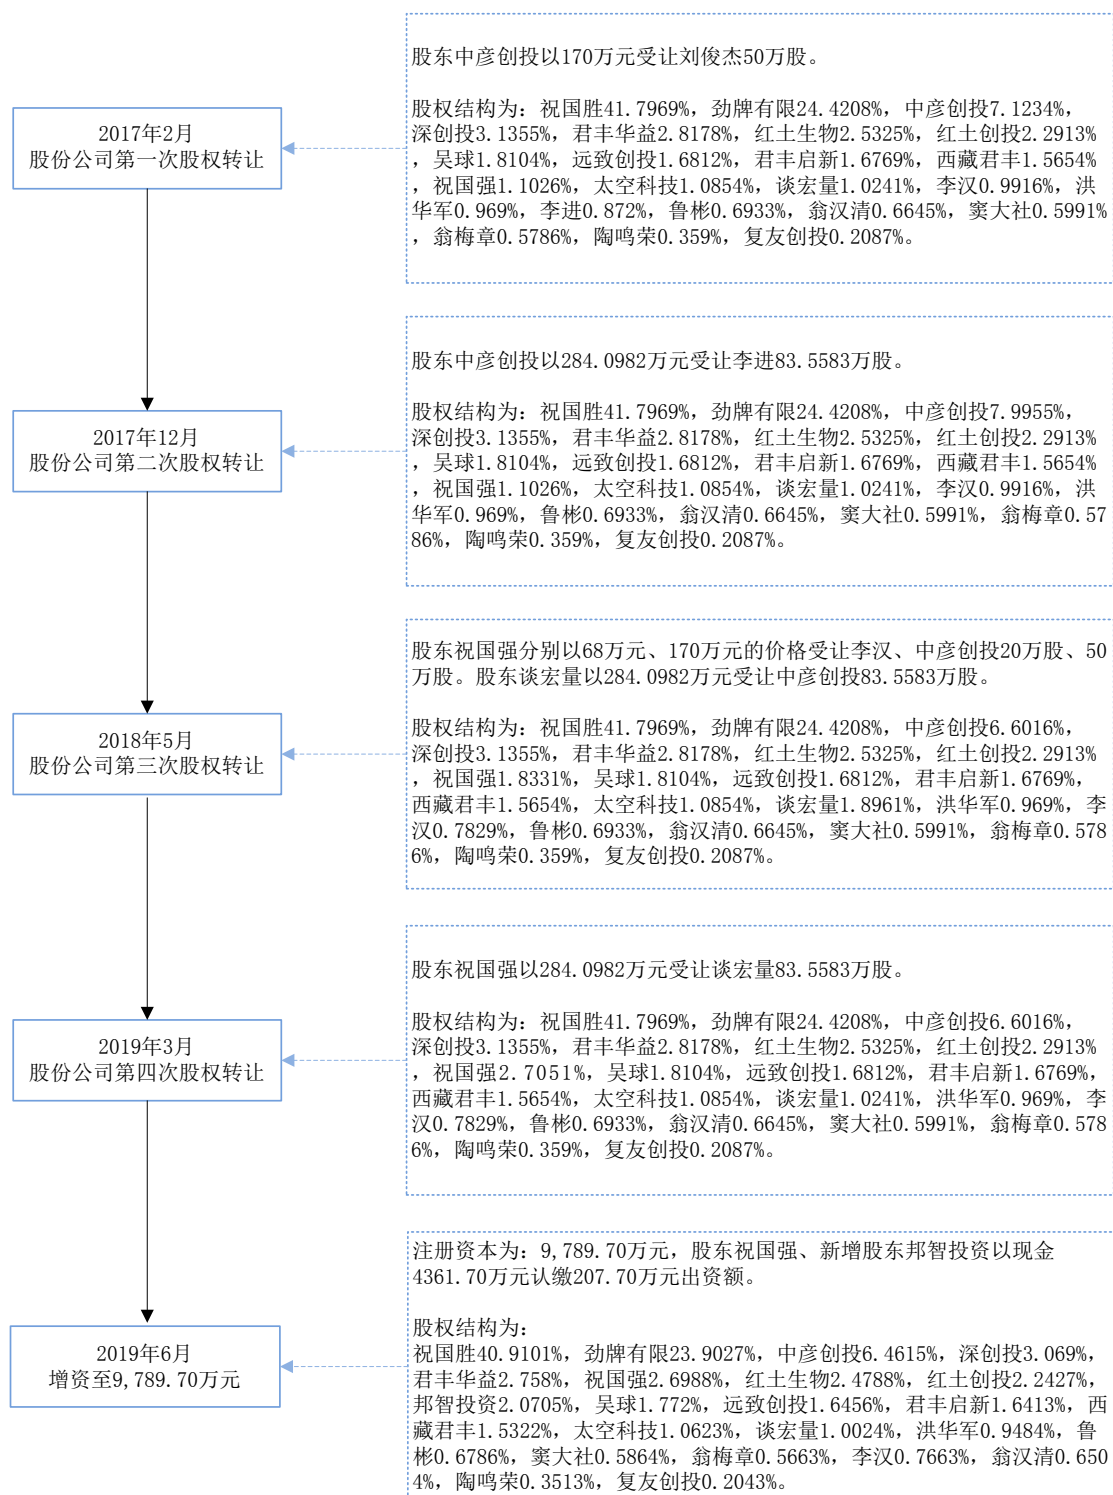 股东中彦创投以170万元受让刘俊杰50万股。
股权结构为：祝国胜41.7969%，劲牌有限24.4208%，中彦创投7.1234%，
深创投3.1355%，君丰华益2.8178%，红土生物2.5325%，红土创投2.2913%
，吴球1.8104%，远致创投1.6812%，君丰启新1.6769%，西藏君丰1.5654%
，祝国强1.1026%，太空科技1.0854%，谈宏量1.0241%，李汉0.9916%，洪
华军0.969%，李进0.872%，鲁彬0.6933%，翁汉清0.6645%，窦大社0.5991%
，翁梅章0.5786%，陶鸣荣0.359%，复友创投0.2087%。
2017年2月
股份公司第一次股权转让
股东中彦创投以284.0982万元受让李进83.5583万股。
股权结构为：祝国胜41.7969%，劲牌有限24.4208%，中彦创投7.9955%，
深创投3.1355%，君丰华益2.8178%，红土生物2.5325%，红土创投2.2913%
，吴球1.8104%，远致创投1.6812%，君丰启新1.6769%，西藏君丰1.5654%
，祝国强1.1026%，太空科技1.0854%，谈宏量1.0241%，李汉0.9916%，洪
华军0.969%，鲁彬0.6933%，翁汉清0.6645%，窦大社0.5991%，翁梅章0.57
86%，陶鸣荣0.359%，复友创投0.2087%。
2017年12月
股份公司第二次股权转让
股东祝国强分别以68万元、170万元的价格受让李汉、中彦创投20万股、50
万股。股东谈宏量以284.0982万元受让中彦创投83.5583万股。
股权结构为：祝国胜41.7969%，劲牌有限24.4208%，中彦创投6.6016%，
深创投3.1355%，君丰华益2.8178%，红土生物2.5325%，红土创投2.2913%
，祝国强1.8331%，吴球1.8104%，远致创投1.6812%，君丰启新1.6769%，
西藏君丰1.5654%，太空科技1.0854%，谈宏量1.8961%，洪华军0.969%，李
汉0.7829%，鲁彬0.6933%，翁汉清0.6645%，窦大社0.5991%，翁梅章0.578
6%，陶鸣荣0.359%，复友创投0.2087%。
2018年5月
股份公司第三次股权转让
股东祝国强以284.0982万元受让谈宏量83.5583万股。
股权结构为：祝国胜41.7969%，劲牌有限24.4208%，中彦创投6.6016%，
深创投3.1355%，君丰华益2.8178%，红土生物2.5325%，红土创投2.2913%
，祝国强2.7051%，吴球1.8104%，远致创投1.6812%，君丰启新1.6769%，
西藏君丰1.5654%，太空科技1.0854%，谈宏量1.0241%，洪华军0.969%，李
汉0.7829%，鲁彬0.6933%，翁汉清0.6645%，窦大社0.5991%，翁梅章0.578
6%，陶鸣荣0.359%，复友创投0.2087%。
2019年3月
股份公司第四次股权转让
注册资本为：9,789.70万元，股东祝国强、新增股东邦智投资以现金
4361.70万元认缴207.70万元出资额。
股权结构为：
祝国胜40.9101%，劲牌有限23.9027%，中彦创投6.4615%，深创投3.069%，
君丰华益2.758%，祝国强2.6988%，红土生物2.4788%，红土创投2.2427%，
邦智投资2.0705%，吴球1.772%，远致创投1.6456%，君丰启新1.6413%，西
藏君丰1.5322%，太空科技1.0623%，谈宏量1.0024%，洪华军0.9484%，鲁
彬0.6786%，窦大社0.5864%，翁梅章0.5663%，李汉0.7663%，翁汉清0.650
4%，陶鸣荣0.3513%，复友创投0.2043%。
2019年6月
增资至9,789.70万元